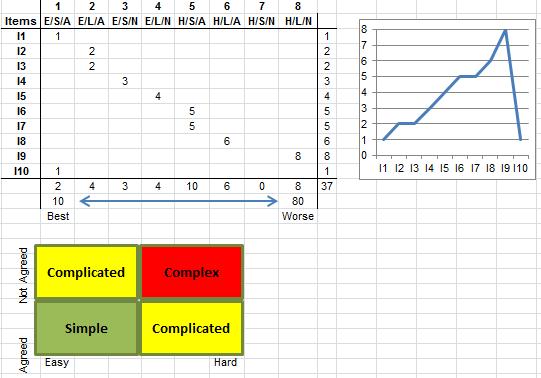 1 2 3 4 5 6 7 8
Items E/S/A E/L/A E/S/N E/L/N H/S/A H/L/A H/S/N H/L/N
I1 1 1
I2 2 2
I3 2 2
I4 3 3
I5 4 4
I6 5 5
I7 5 5
I8 6 6
I9 8 8
I10 1 1
2 4 3 4 10 6 0 8 37
10 80
Best Worse
8
7
6
5
4
3
2
1
0
I1 I2 I3 I4 I5 I6 I7 I8 I9 I10
Not Agreed
Complicated Complex
Agreed
Simple Complicated
Easy Hard